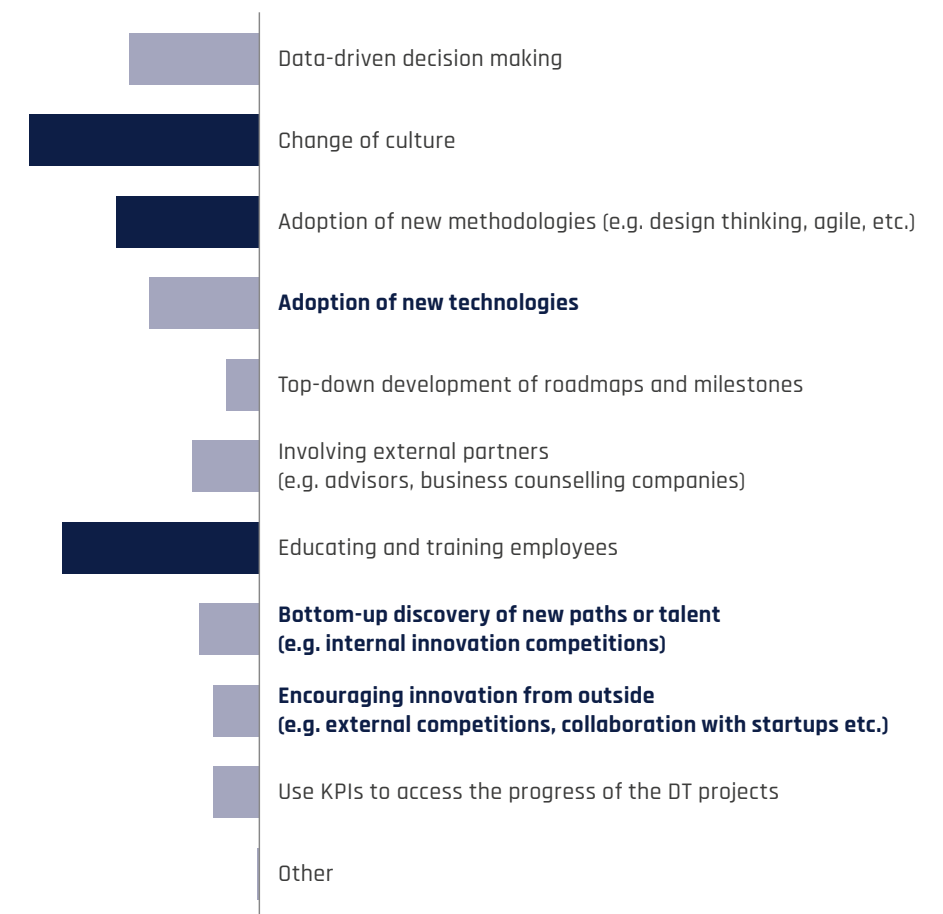 Data-driven decision making
Change of culture
Adoption of new methodologies (e.g. design thinking, agile, etc.)
Adoption of new technologies
Top-down development of roadmaps and milestones
Involving external partners
(e.g. advisors, business counselling companies)
Educating and training employees
Bottom-up discovery of new paths or talent
(e.g. internal innovation competitions)
Encouraging innovation from outside
(e.g. external competitions, collaboration with startups etc.)
Use KPIs to access the progress of the DT projects
Other